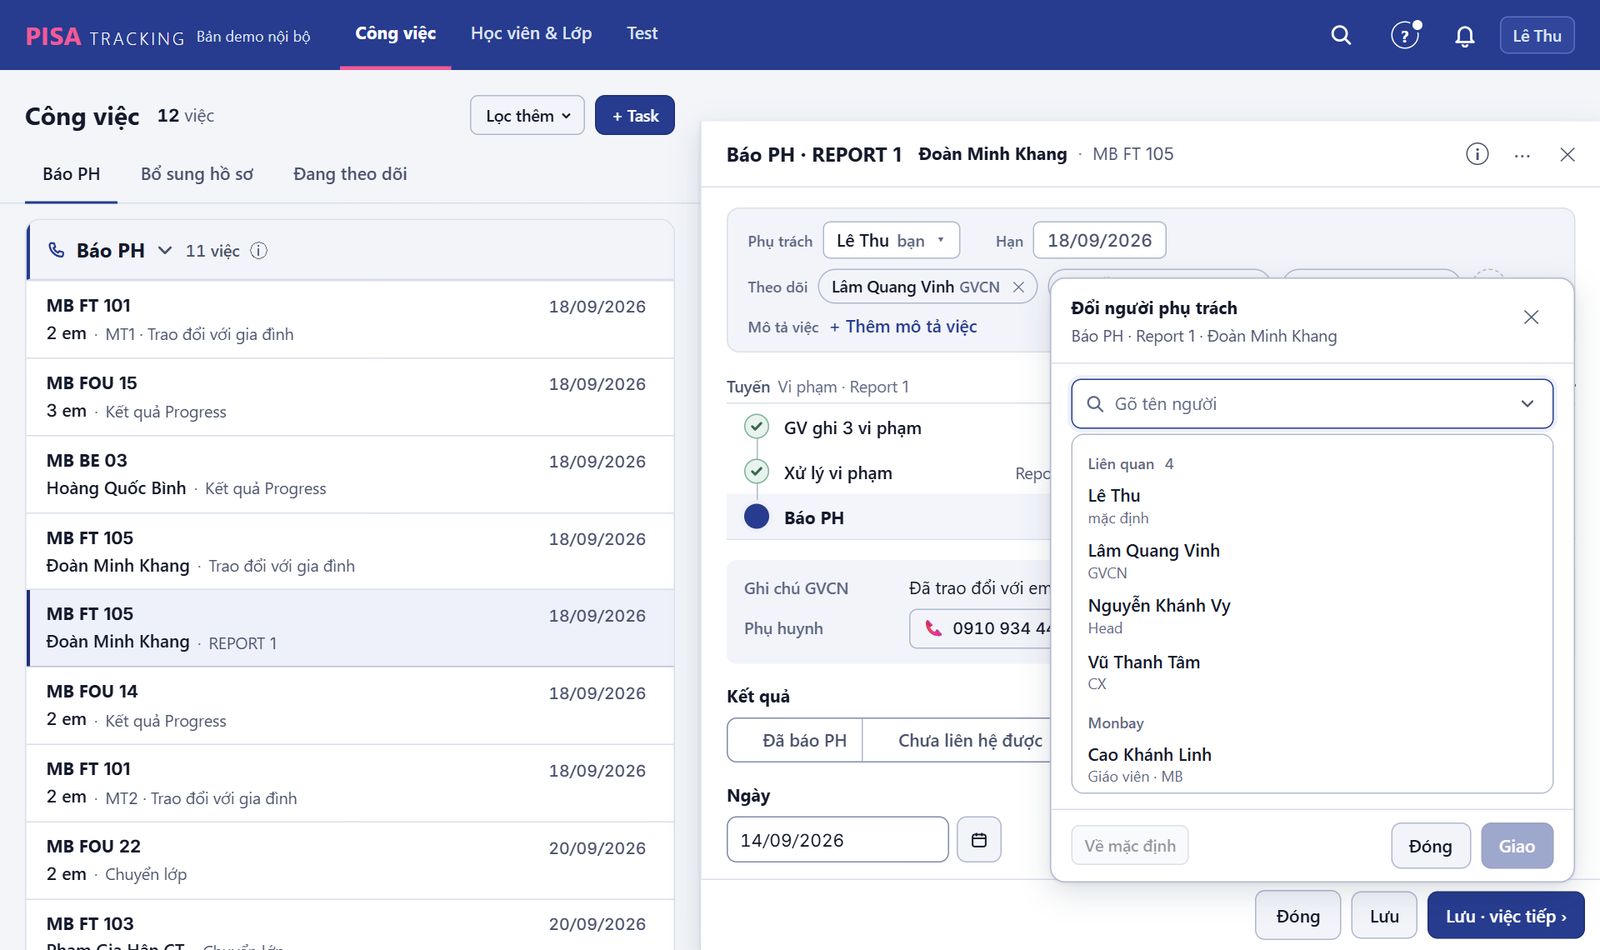 PISA TRACKING Bản demo nội bộ Công việc Học viên & Lớp Test ? Lê Thu
Công việc 12 việc Lọc thêm + Task
Báo PH Bổ sung hồ sơ Đang theo dõi
Báo PH 11 việc
MB FT 101 18/09/2026
2 em · MT1 · Trao đổi với gia đình
MB FOU 15 18/09/2026
3 em · Kết quả Progress
MB BE 03 18/09/2026
Hoàng Quốc Bình · Kết quả Progress
MB FT 105 18/09/2026
Đoàn Minh Khang · Trao đổi với gia đình
MB FT 105 18/09/2026
Đoàn Minh Khang · REPORT 1
MB FOU 14 18/09/2026
2 em · Kết quả Progress
MB FT 101 18/09/2026
2 em · MT2 · Trao đổi với gia đình
MB FOU 22 20/09/2026
2 em · Chuyển lớp
MB FT 103 20/09/2026
Báo PH · REPORT 1 Đoàn Minh Khang · MB FT 105
Phụ trách Lê Thu bạn Hạn 18/09/2026
Theo dõi Lâm Quang Vinh GVCN
Mô tả việc + Thêm mô tả việc
Tuyến Vi phạm · Report 1
GV ghi 3 vi phạm
Xử lý vi phạm Repo
Báo PH
Ghi chú GVCN Đã trao đổi với em
Phụ huynh 0910 934 44
Kết quả
Đã báo PH Chưa liên hệ được
Ngày
14/09/2026
Đổi người phụ trách
Báo PH · Report 1 · Đoàn Minh Khang
Gõ tên người
Liên quan 4
Lê Thu
mặc định
Lâm Quang Vinh
GVCN
Nguyễn Khánh Vy
Head
Vũ Thanh Tâm
CX
Monbay
Cao Khánh Linh
Giáo viên · MB
Về mặc định Đóng Giao
Đóng Lưu Lưu · việc tiếp ›